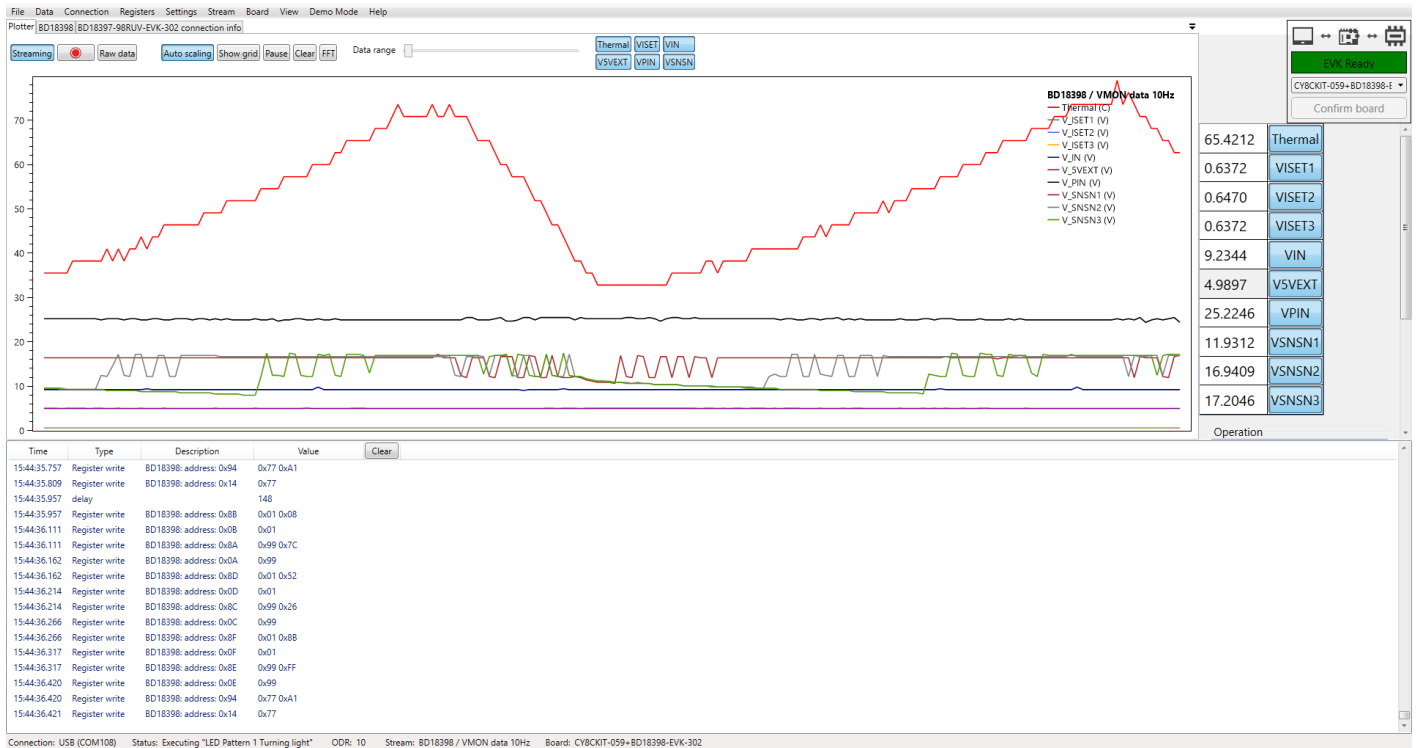 File Data Connection Registers Settings Stream Board View Demo Mode Help
Plotter BD18398 BD18397-98RUV-EVK-302 connection info
Streaming Raw data Auto scaling Show grid Pause Clear FFT Data range
Thermal VISET VIN
V5VEXT VPIN VSNSN
EVK Ready
CY8CKIT-059+BD18398-E
Confirm board
BD18398 / VMON data 10Hz
Thermal (C)
V_ISET1 (V)
V_ISET2 (V)
V_ISET3 (V)
V_IN (V)
V_5VEXT (V)
V_PIN (V)
V_SNSN1 (V)
V_SNSN2 (V)
V_SNSN3 (V)
70
60
50
40
30
20
10
0
65.4212 Thermal
0.6372 VISET1
0.6470 VISET2
0.6372 VISET3
9.2344 VIN
4.9897 V5VEXT
25.2246 VPIN
11.9312 VSNSN1
16.9409 VSNSN2
17.2046 VSNSN3
Operation
Time Type Description Value Clear
15:44:35.757 Register write BD18398: address: 0x94 0x77 0xA1
15:44:35.809 Register write BD18398: address: 0x14 0x77
15:44:35.957 delay 148
15:44:35.957 Register write BD18398: address: 0x8B 0x01 0x08
15:44:36.111 Register write BD18398: address: 0x0B 0x01
15:44:36.111 Register write BD18398: address: 0x8A 0x99 0x7C
15:44:36.162 Register write BD18398: address: 0x0A 0x99
15:44:36.162 Register write BD18398: address: 0x8D 0x01 0x52
15:44:36.214 Register write BD18398: address: 0x0D 0x01
15:44:36.214 Register write BD18398: address: 0x8C 0x99 0x26
15:44:36.266 Register write BD18398: address: 0x0C 0x99
15:44:36.266 Register write BD18398: address: 0x8F 0x01 0x8B
15:44:36.317 Register write BD18398: address: 0x0F 0x01
15:44:36.317 Register write BD18398: address: 0x8E 0x99 0xFF
15:44:36.420 Register write BD18398: address: 0x0E 0x99
15:44:36.420 Register write BD18398: address: 0x94 0x77 0xA1
15:44:36.421 Register write BD18398: address: 0x14 0x77
Connection: USB (COM108) Status: Executing "LED Pattern 1 Turning light" ODR: 10 Stream: BD18398 / VMON data 10Hz Board: CY8CKIT-059+BD18398-EVK-302